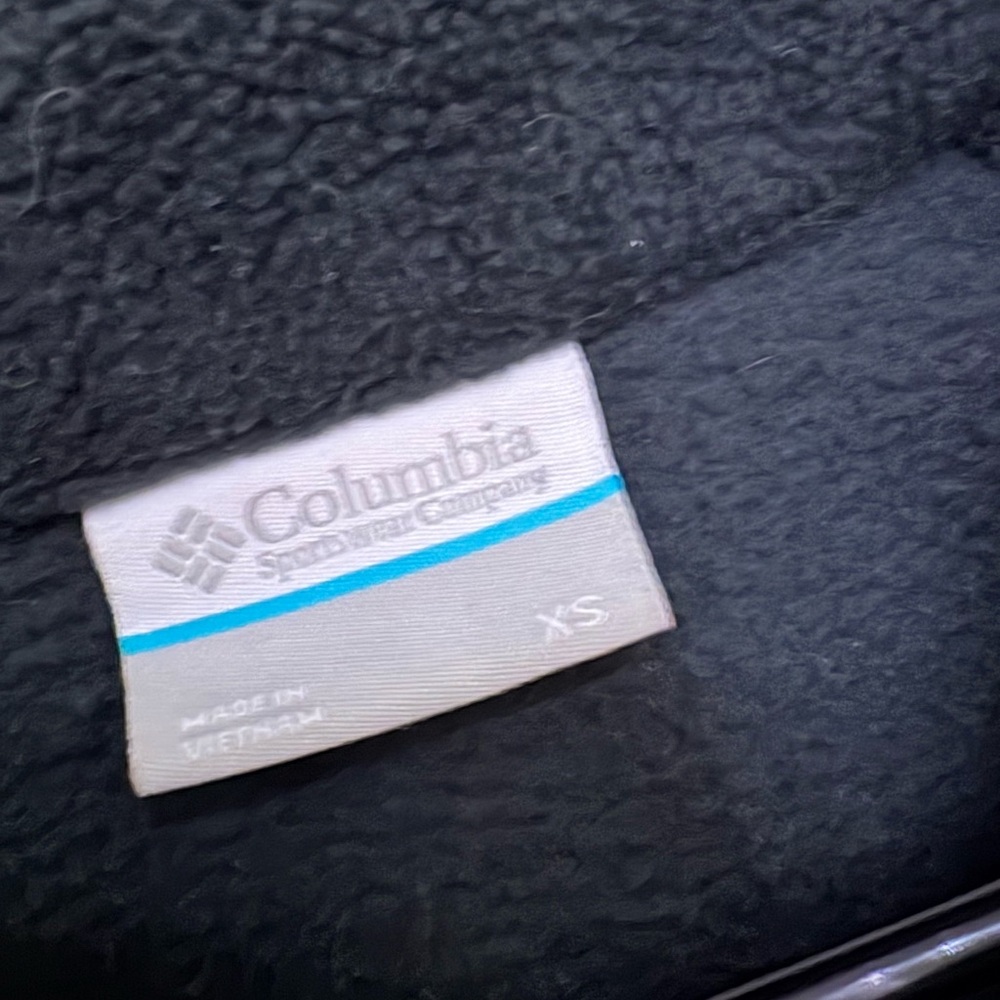 Columbia
Sportswear Company
XS
MADE IN
VIETNAM